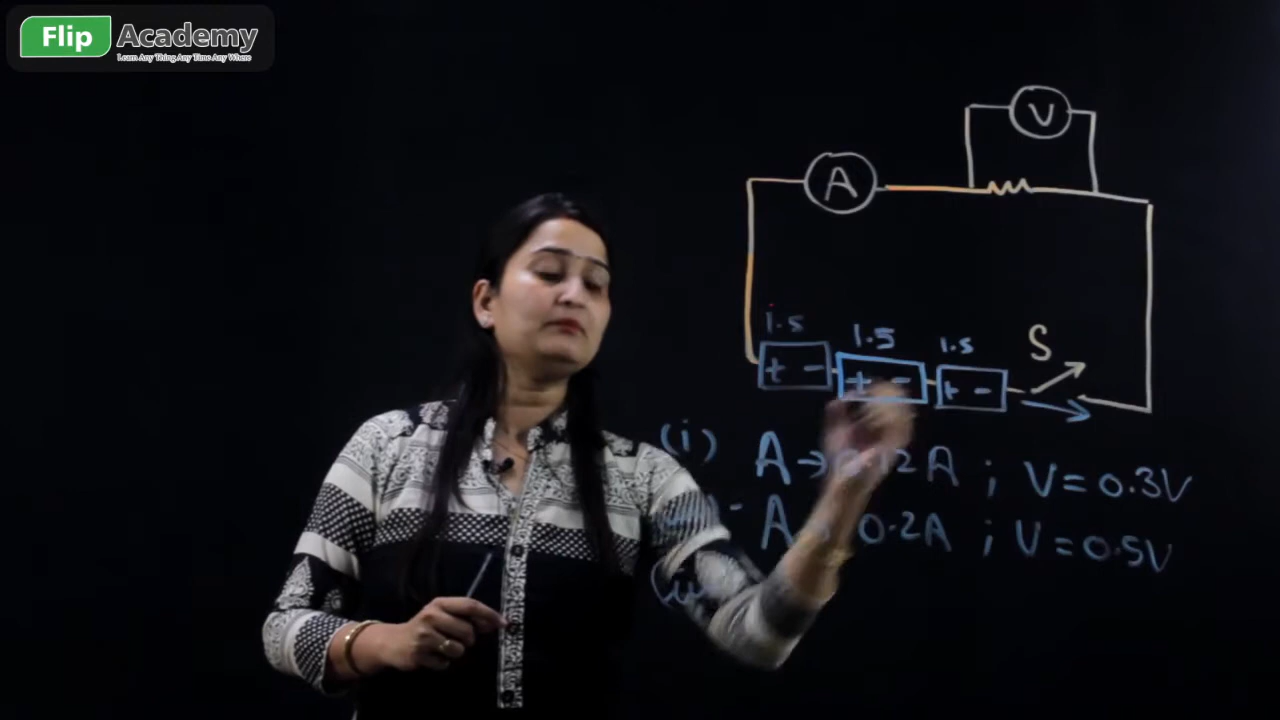 Flip Academy
Learn Any Thing Any Time Any Where
V
A
S
1.5 1.5 1.5
+ - + - + -
(i) A → 2A ; V = 0.3V
A 0.2A ; V = 0.5V